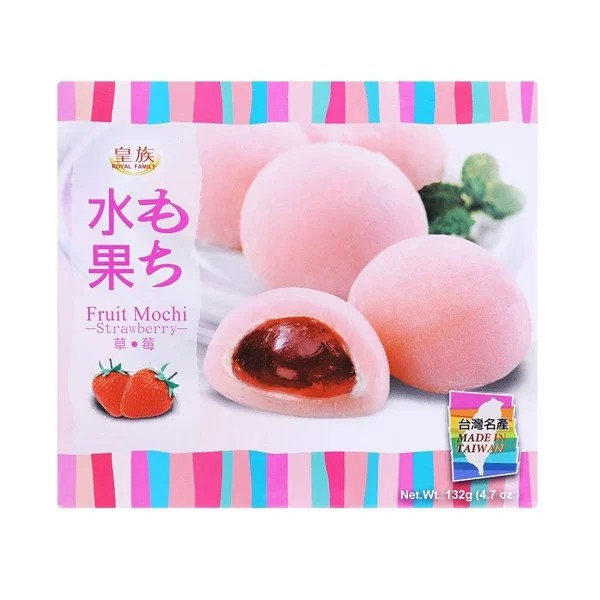 皇族
ROYAL FAMILY
水果
もち
Fruit Mochi
Strawberry
草•莓
台灣名產
MADE IN
TAIWAN
Net.Wt.:132g (4.7 oz.)